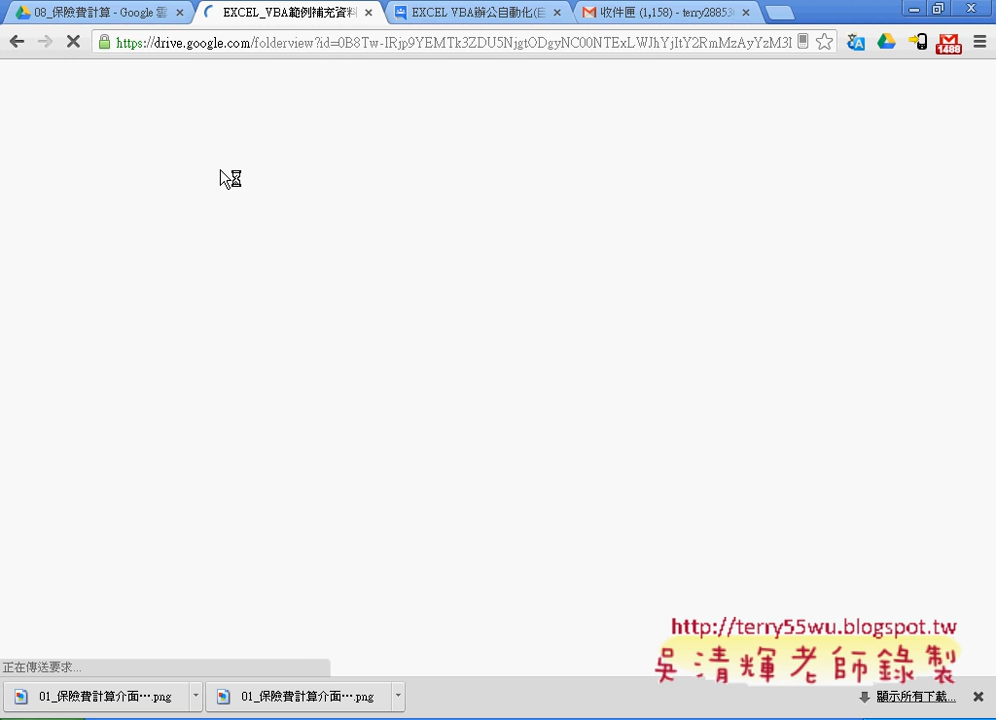 08_保險費計算 - Google 雲
EXCEL_VBA範例補充資料
EXCEL VBA辦公自動化(自
收件匣 (1,158) - terry28853
https://drive.google.com/folderview?id=0B8Tw-IRjp9YEMTk3ZDU5NjgtODgyNC00NTExLWJhYjltY2RmMzAyYzM3I
1486
正在傳送要求...
01_保險費計算介面⋯.png
01_保險費計算介面⋯.png
顯示所有下載...
http://terry55wu.blogspot.tw
吳清輝老師錄製